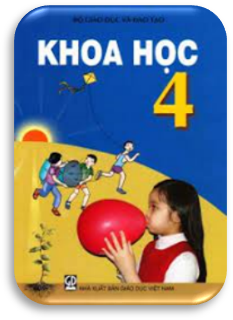 BỘ GIÁO DỤC VÀ ĐÀO TẠO
KHOA HỌC
4
NHÀ XUẤT BẢN GIÁO DỤC VIỆT NAM